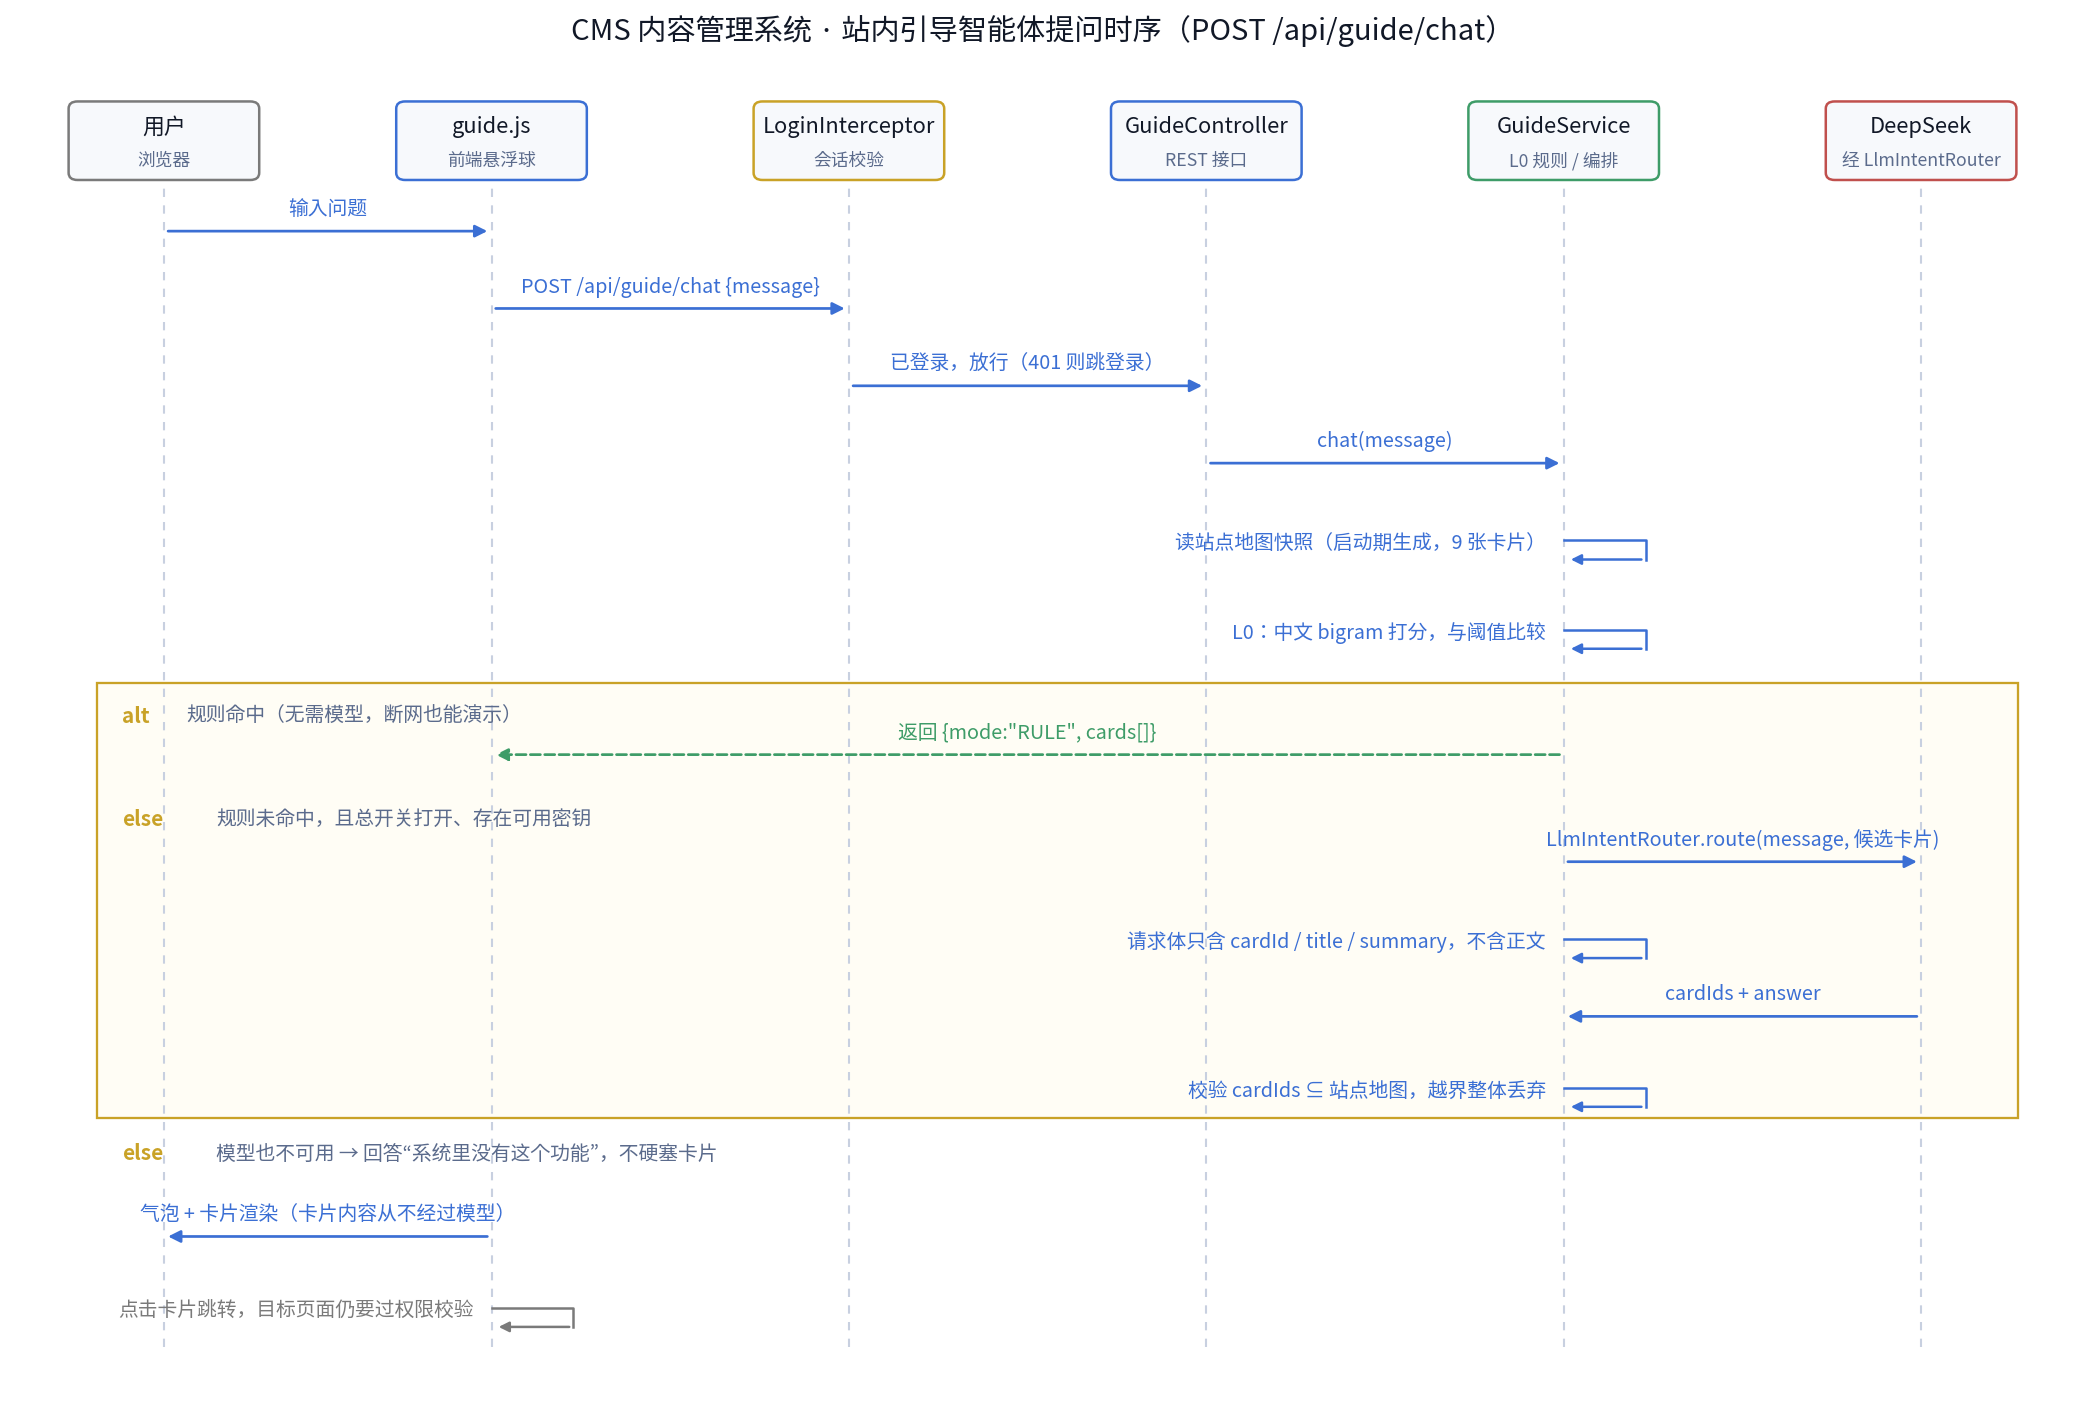 CMS 内容管理系统 · 站内引导智能体提问时序（POST /api/guide/chat）
用户
浏览器
guide.js
前端悬浮球
LoginInterceptor
会话校验
GuideController
REST 接口
GuideService
L0 规则 / 编排
DeepSeek
经 LlmIntentRouter
输入问题
POST /api/guide/chat {message}
已登录，放行（401 则跳登录）
chat(message)
读站点地图快照（启动期生成，9 张卡片）
L0：中文 bigram 打分，与阈值比较
alt 规则命中（无需模型，断网也能演示）
返回 {mode:"RULE", cards[]}
else 规则未命中，且总开关打开、存在可用密钥
LlmIntentRouter.route(message, 候选卡片)
请求体只含 cardId / title / summary，不含正文
cardIds + answer
校验 cardIds ⊆ 站点地图，越界整体丢弃
else 模型也不可用 → 回答“系统里没有这个功能”，不硬塞卡片
气泡 + 卡片渲染（卡片内容从不经过模型）
点击卡片跳转，目标页面仍要过权限校验